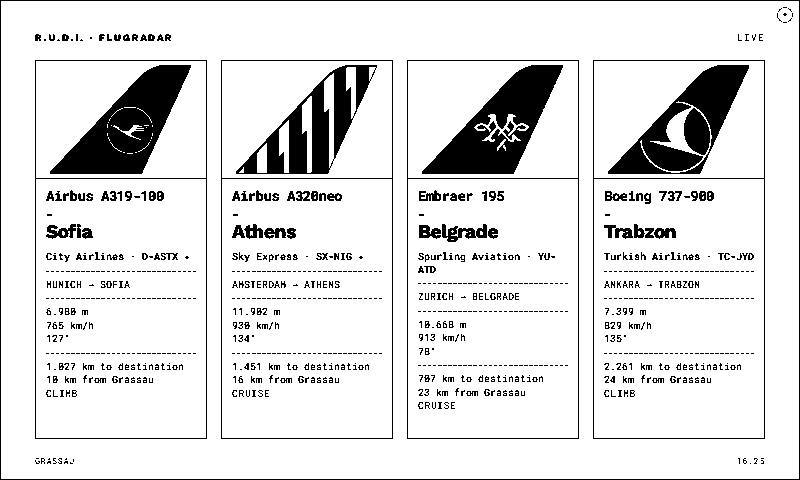 R.U.D.I. · FLUGRADAR
LIVE
Airbus A319-100
-
Sofia
City Airlines · D-ASTX ✦
MUNICH → SOFIA
6.980 m
765 km/h
127°
1.027 km to destination
10 km from Grassau
CLIMB
Airbus A320neo
-
Athens
Sky Express · SX-NIG ✦
AMSTERDAM → ATHENS
11.902 m
930 km/h
134°
1.451 km to destination
16 km from Grassau
CRUISE
Embraer 195
-
Belgrade
Spurling Aviation · YU-
ATD
ZURICH → BELGRADE
10.668 m
913 km/h
78°
707 km to destination
23 km from Grassau
CRUISE
Boeing 737-900
-
Trabzon
Turkish Airlines · TC-JYD
ANKARA → TRABZON
7.399 m
829 km/h
135°
2.261 km to destination
24 km from Grassau
CLIMB
GRASSAU
16.25